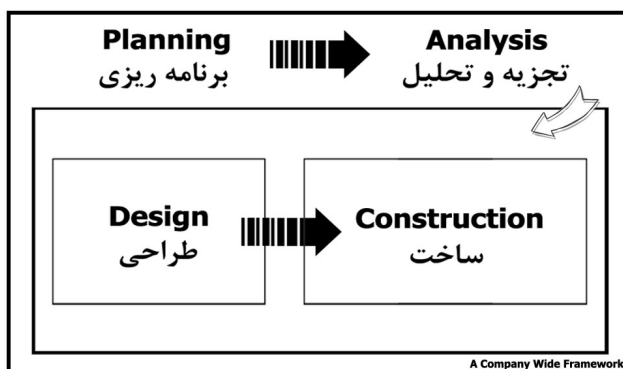 Planning
برنامه ریزی
Analysis
تجزیه و تحلیل
Design
طراحی
Construction
ساخت
A Company Wide Framework